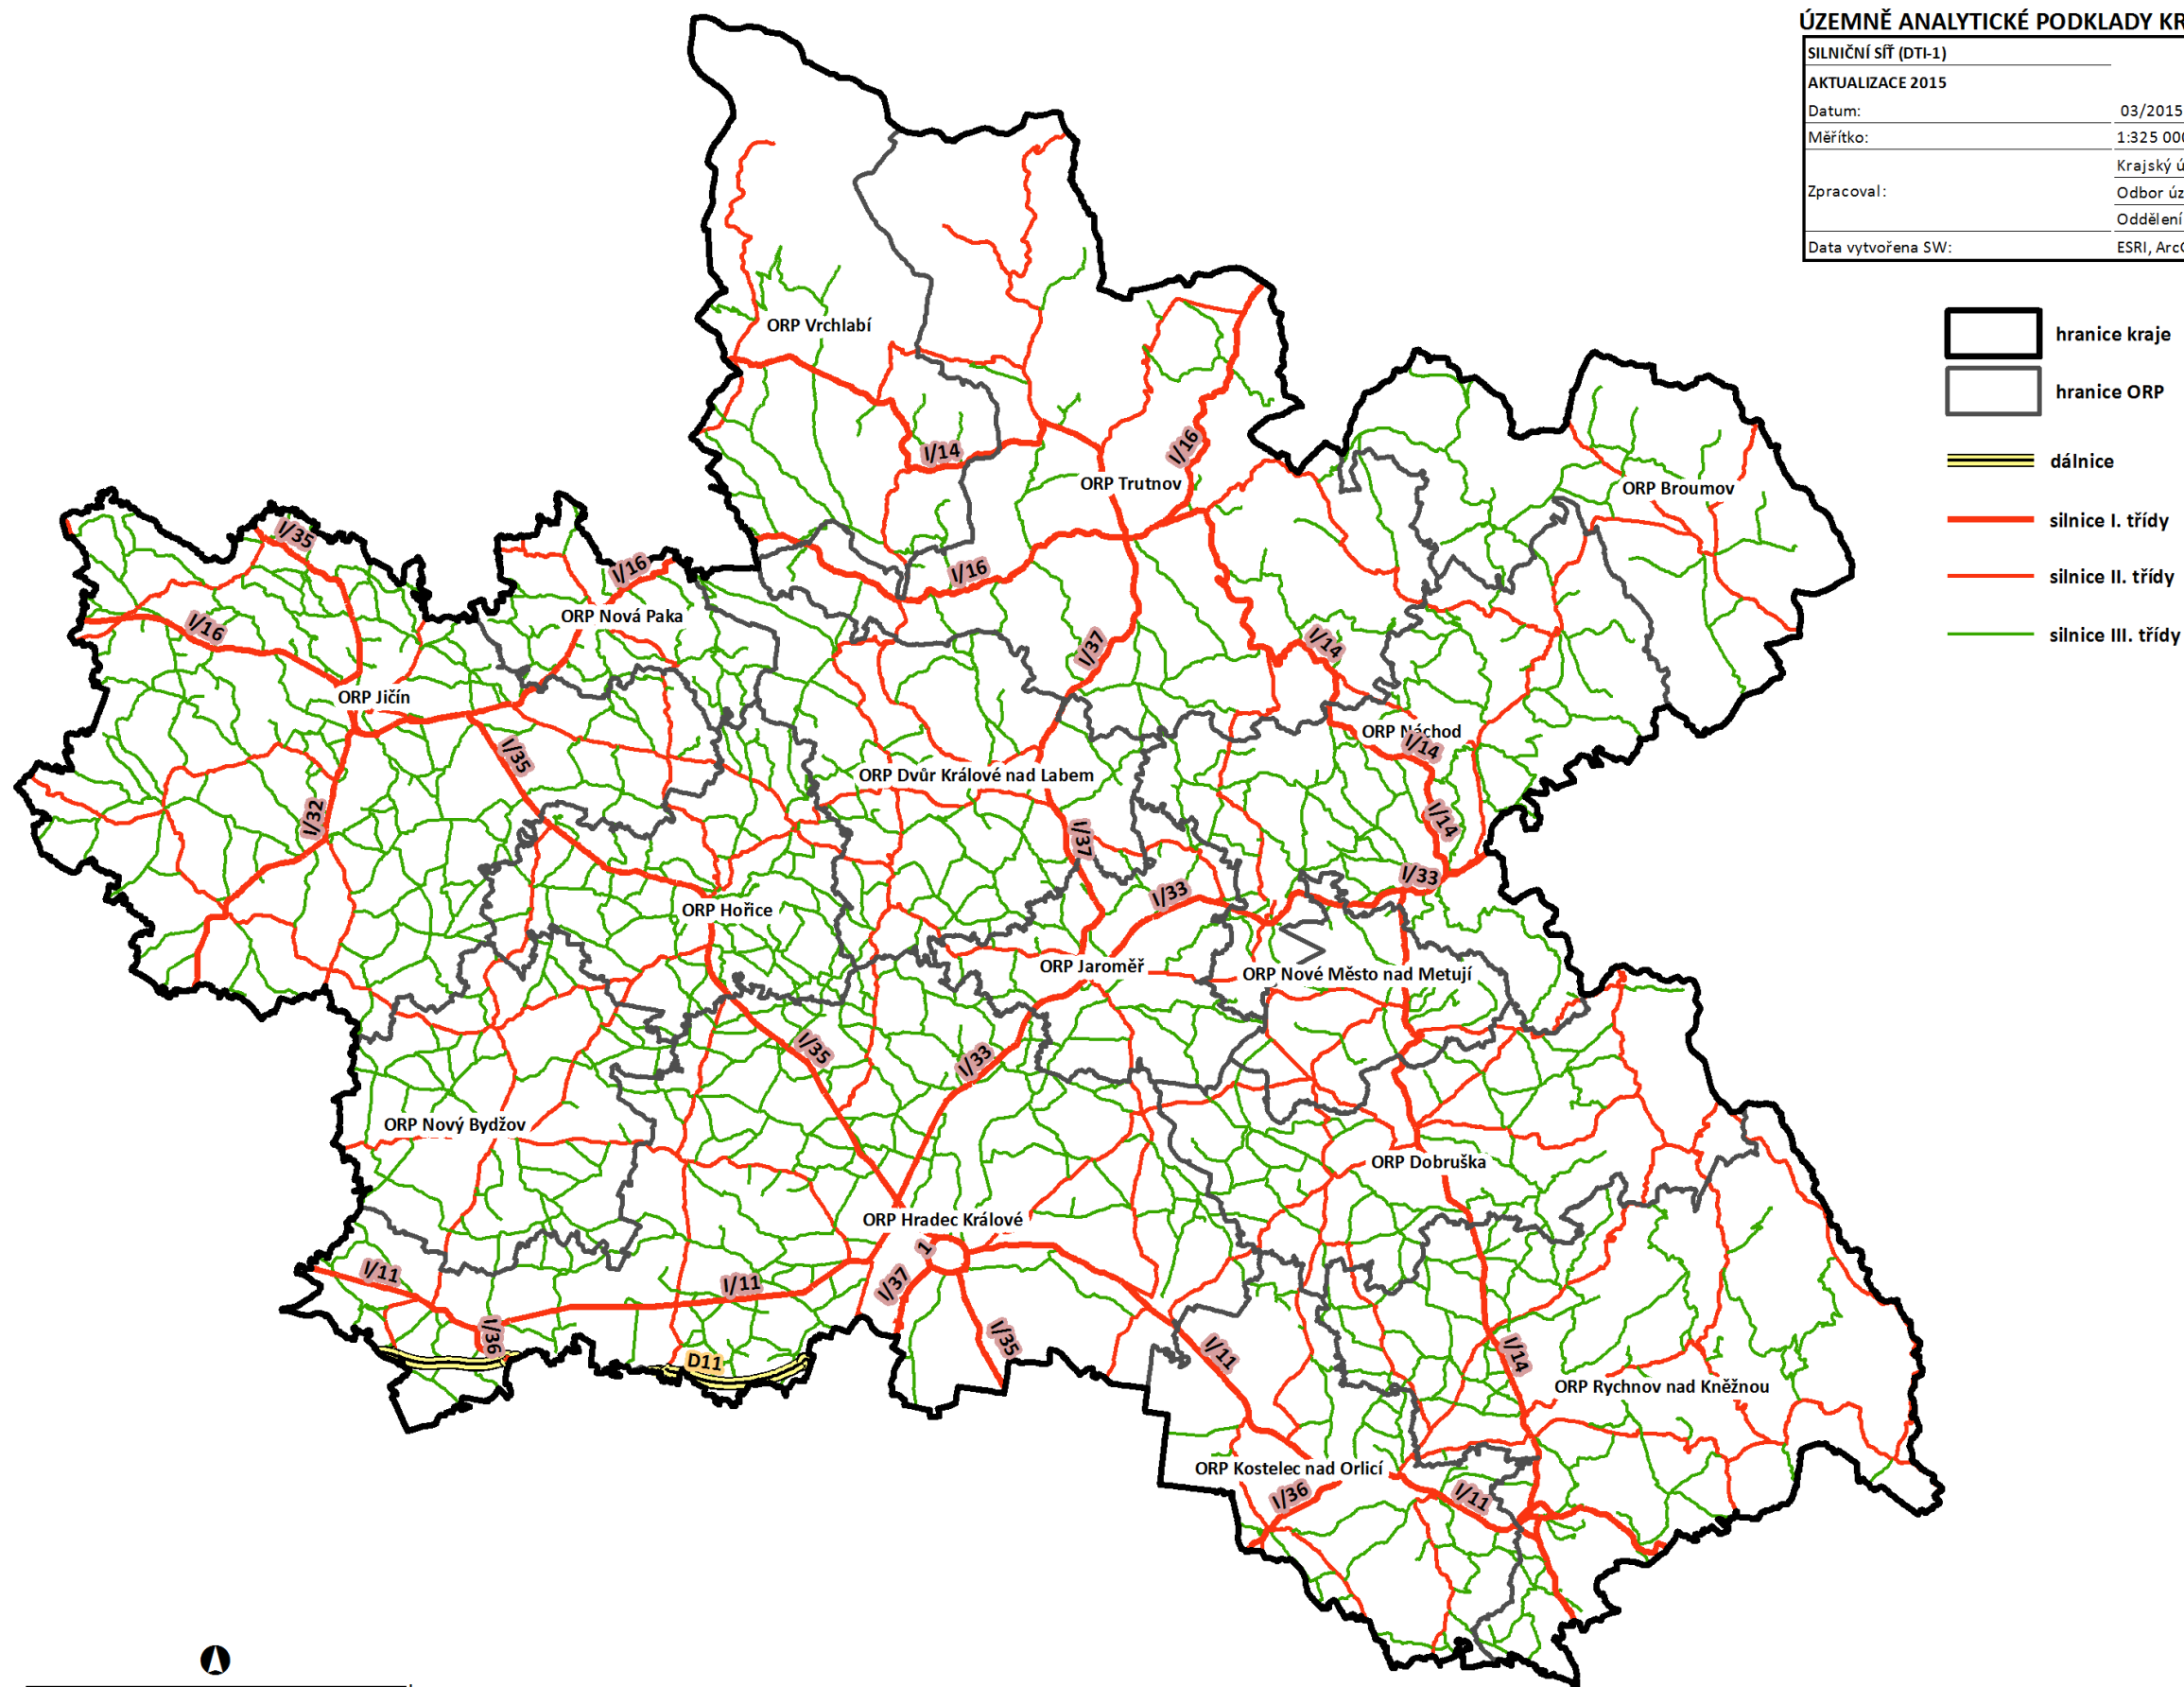 ÚZEMNĚ ANALYTICKÉ PODKLADY KR
SILNIČNÍ SÍŤ (DTI-1)
AKTUALIZACE 2015
Datum: 03/2015
Měřítko: 1:325 000
Zpracoval:
Krajský ú
Odbor úz
Oddělení
Data vytvořena SW: ESRI, Arc
hranice kraje
hranice ORP
dálnice
silnice I. třídy
silnice II. třídy
silnice III. třídy
ORP Vrchlabí
I/14
I/16
ORP Trutnov
ORP Broumov
I/35
I/16
I/16
ORP Nová Paka
I/16
I/37
I/14
ORP Jičín
ORP Náchod
I/14
I/35
ORP Dvůr Králové nad Labem
I/32
I/37
I/14
I/33
I/33
ORP Hořice
ORP Jaroměř
ORP Nové Město nad Metují
I/35
I/33
ORP Nový Bydžov
ORP Dobruška
ORP Hradec Králové
1
I/11
I/11
I/37
I/36
I/35
I/11
I/14
D11
ORP Rychnov nad Kněžnou
ORP Kostelec nad Orlicí
I/36
I/11